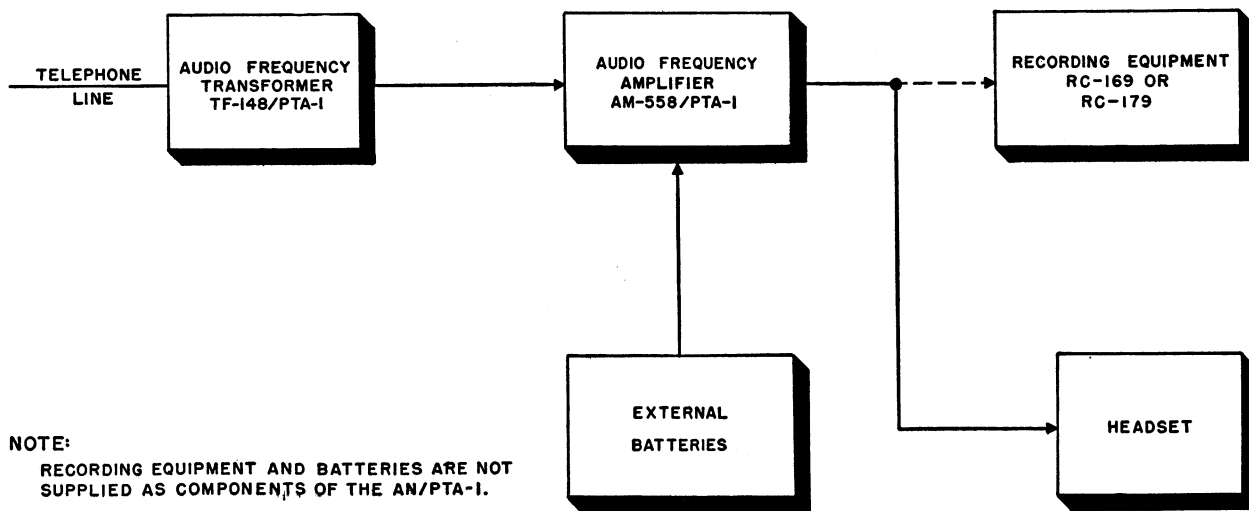 TELEPHONE
LINE
AUDIO FREQUENCY
TRANSFORMER
TF-148/PTA-1
AUDIO FREQUENCY
AMPLIFIER
AM-558/PTA-1
RECORDING EQUIPMENT
RC-169 OR
RC-179
EXTERNAL
BATTERIES
HEADSET
NOTE:
RECORDING EQUIPMENT AND BATTERIES ARE NOT
SUPPLIED AS COMPONENTS OF THE AN/PTA-1.